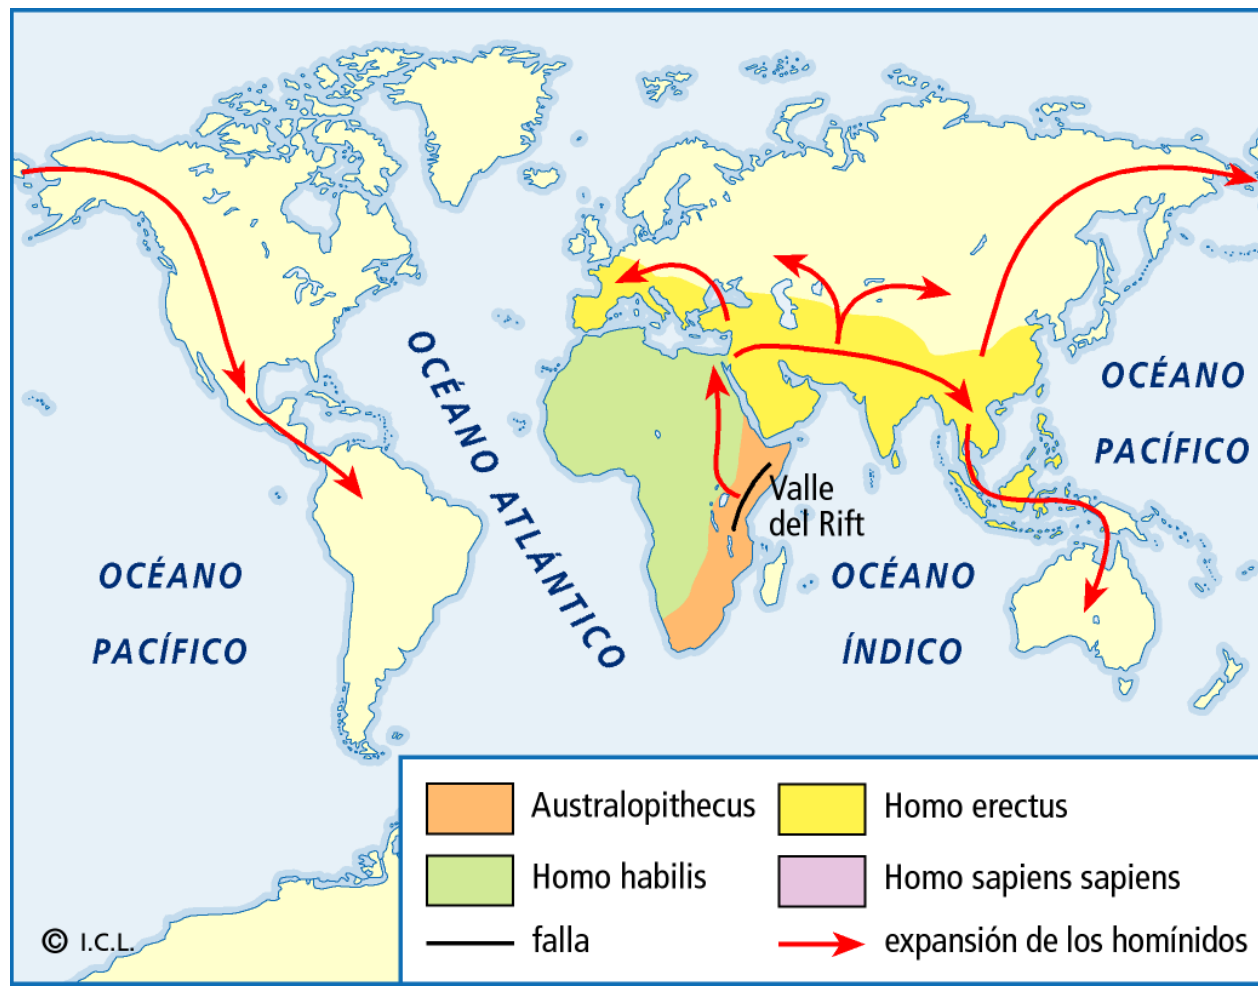 OCÉANO
PACÍFICO
OCÉANO ATLÁNTICO
Valle
del Rift
OCÉANO
ÍNDICO
OCÉANO
PACÍFICO
Australopithecus
Homo erectus
Homo habilis
Homo sapiens sapiens
falla
expansión de los homínidos
© I.C.L.